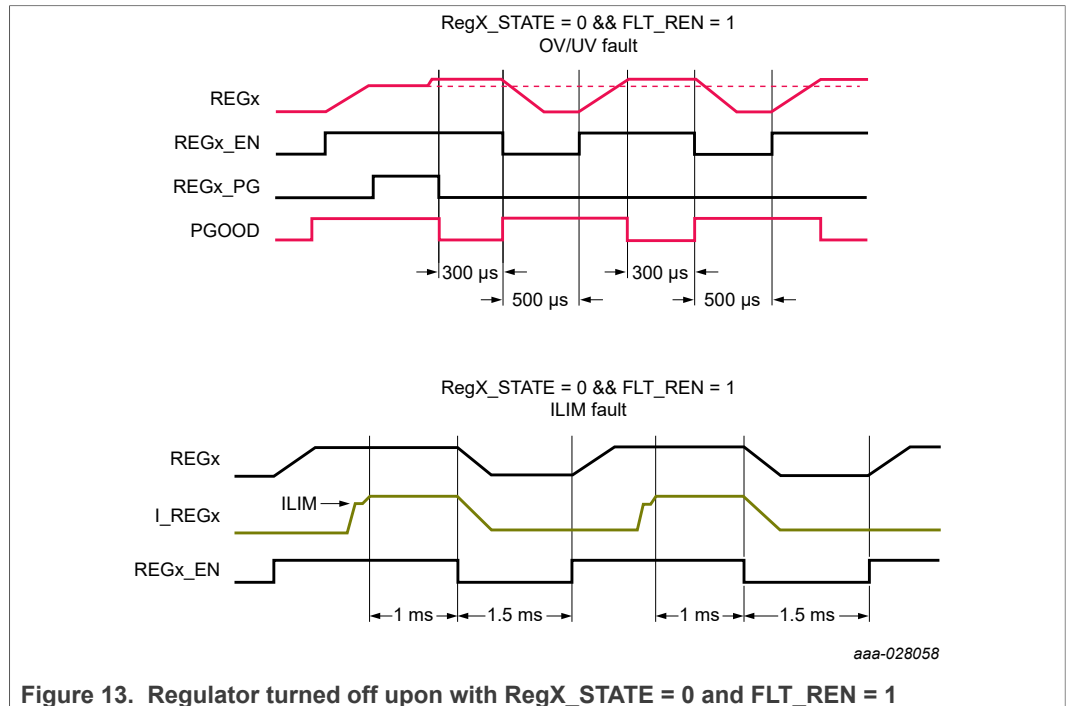 RegX_STATE = 0 && FLT_REN = 1
OV/UV fault
REGx
REGx_EN
REGx_PG
PGOOD
300 µs
300 µs
500 µs
500 µs
RegX_STATE = 0 && FLT_REN = 1
ILIM fault
REGx
ILIM
I_REGx
REGx_EN
1 ms
1.5 ms
1 ms
1.5 ms
aaa-028058
Figure 13. Regulator turned off upon with RegX_STATE = 0 and FLT_REN = 1